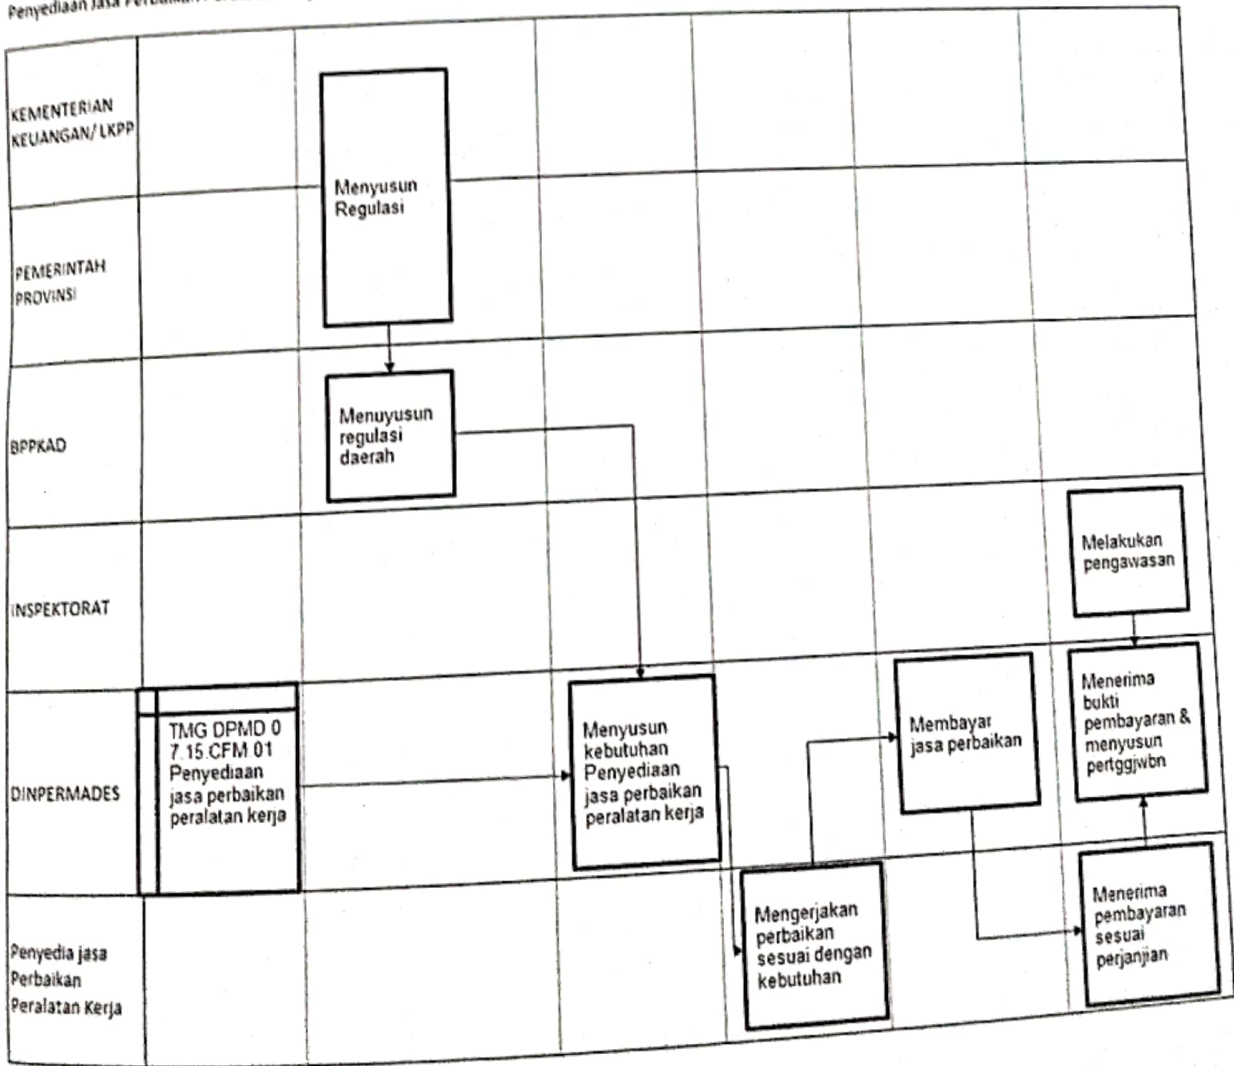 Penyediaan Jasa Perbaikan
KEMENTERIAN
KEUANGAN/ LKPP
Menyusun
Regulasi
PEMERINTAH
PROVINSI
BPPKAD
Menuyusun
regulasi
daerah
INSPEKTORAT
Melakukan
pengawasan
DINPERMADES
TMG DPMD 0
7.15.CFM 01
Penyediaan
jasa perbaikan
peralatan kerja
Menyusun
kebutuhan
Penyediaan
jasa perbaikan
peralatan kerja
Membayar
jasa perbaikan
Menerima
bukti
pembayaran &
menyusun
pertggjwbn
Penyedia jasa
Perbaikan
Peralatan Kerja
Mengerjakan
perbaikan
sesuai dengan
kebutuhan
Menerima
pembayaran
sesuai
perjanjian